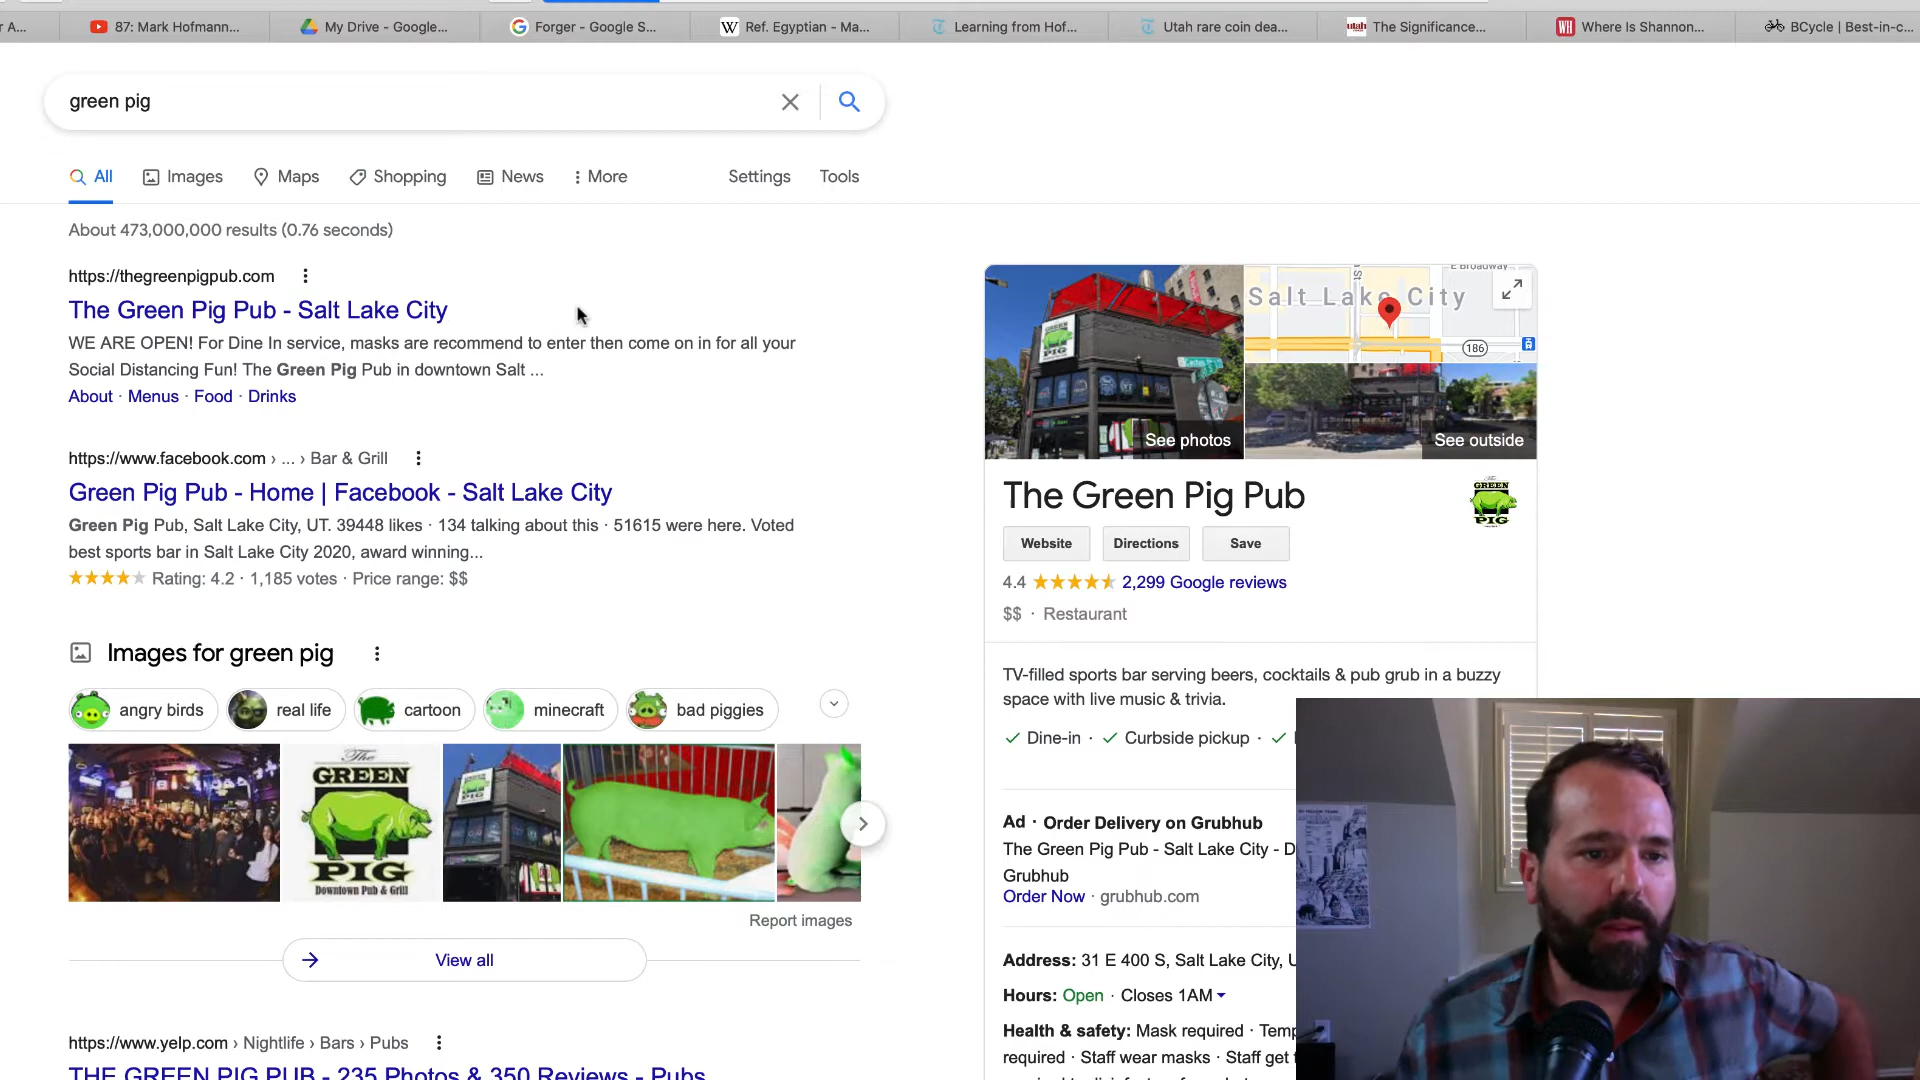 r A...
87: Mark Hofmann...
My Drive - Google...
Forger - Google S...
Ref. Egyptian - Ma...
Learning from Hof...
Utah rare coin dea...
The Significance...
Where Is Shannon...
BCycle | Best-in-c...
green pig
All
Images
Maps
Shopping
News
More
Settings
Tools
About 473,000,000 results (0.76 seconds)
https://thegreenpigpub.com
The Green Pig Pub - Salt Lake City
WE ARE OPEN! For Dine In service, masks are recommend to enter then come on in for all your
Social Distancing Fun! The Green Pig Pub in downtown Salt ...
About · Menus · Food · Drinks
https://www.facebook.com › ... › Bar & Grill
Green Pig Pub - Home | Facebook - Salt Lake City
Green Pig Pub, Salt Lake City, UT. 39448 likes · 134 talking about this · 51615 were here. Voted
best sports bar in Salt Lake City 2020, award winning...
Rating: 4.2 · 1,185 votes · Price range: $$
Images for green pig
angry birds
real life
cartoon
minecraft
bad piggies
The
GREEN
PIG
Downtown Pub & Grill
Report images
View all
https://www.yelp.com › Nightlife › Bars › Pubs
THE GREEN PIG PUB - 235 Photos & 350 Reviews - Pubs
E Broadway
St
Salt Lake City
186
See photos
See outside
The Green Pig Pub
GREEN
PIG
Website
Directions
Save
4.4
2,299 Google reviews
$$ · Restaurant
TV-filled sports bar serving beers, cocktails & pub grub in a buzzy
space with live music & trivia.
Dine-in · Curbside pickup ·
Ad · Order Delivery on Grubhub
The Green Pig Pub - Salt Lake City - D
Grubhub
Order Now · grubhub.com
Address: 31 E 400 S, Salt Lake City, U
Hours: Open · Closes 1AM
Health & safety: Mask required · Temp
required · Staff wear masks · Staff get